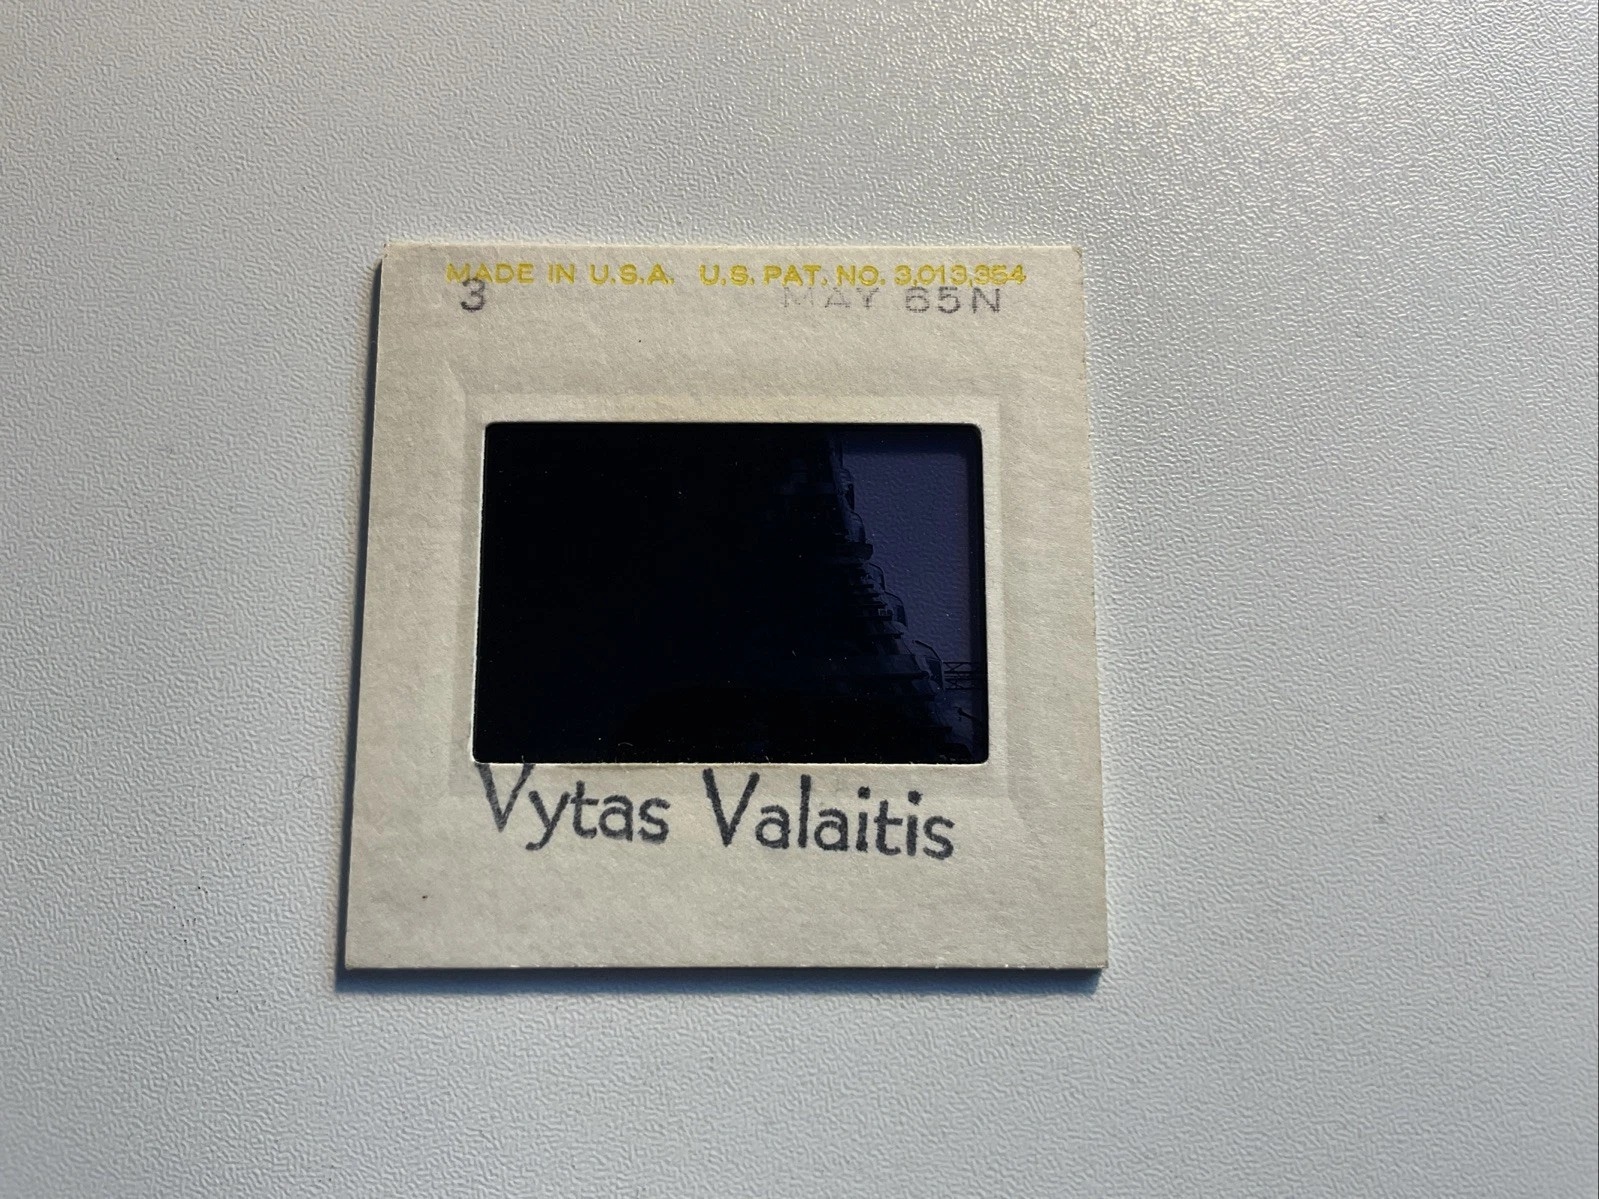 MADE IN U.S.A. U.S. PAT. NO. 3,013,354
3 MAY 65N
Vytas Valaitis